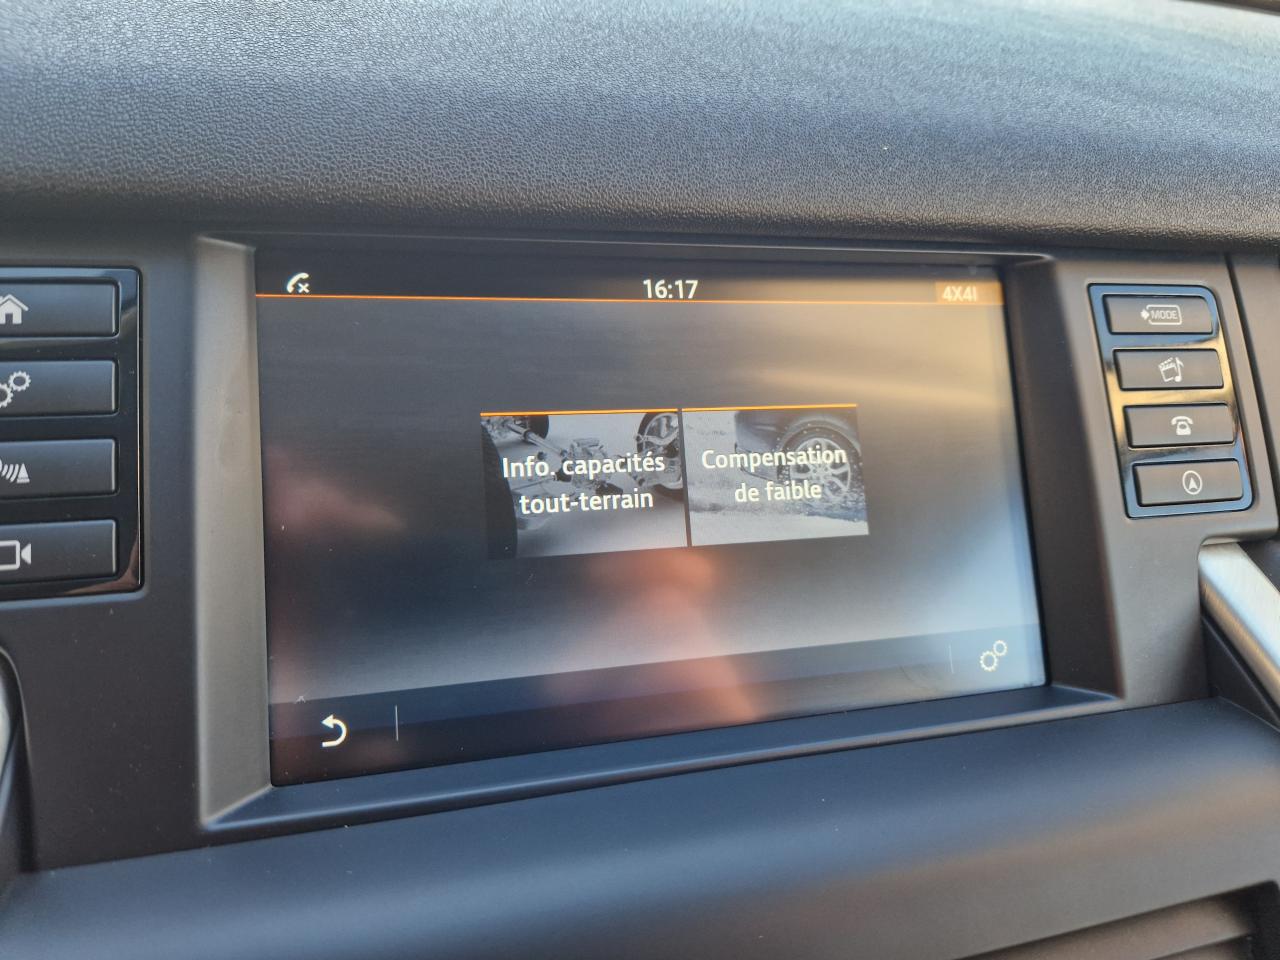 16:17
4X4I
MODE
Info. capacités
tout-terrain
Compensation
de faible